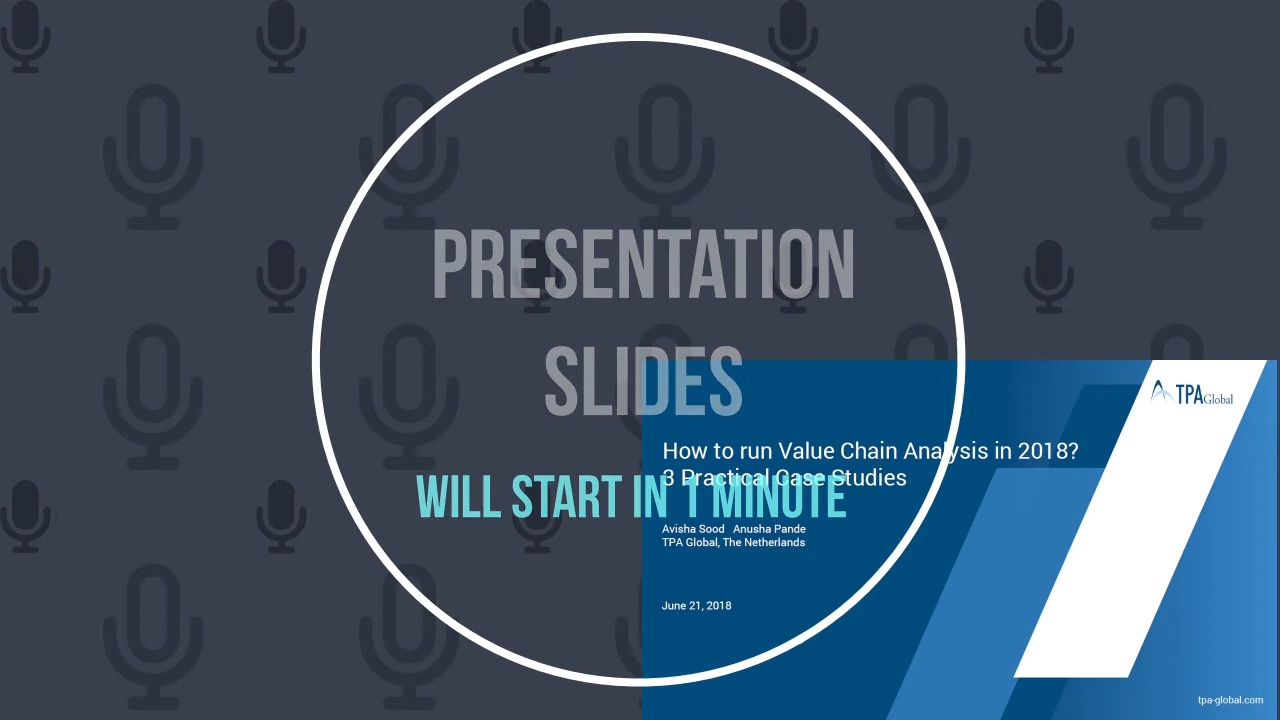 PRESENTATION
SLIDES
WILL START IN 1 MINUTE
TPA Global
How to run Value Chain Analysis in 2018?
3 Practical Case Studies
Avisha Sood Anusha Pande
TPA Global, The Netherlands
June 21, 2018
tpa-global.com